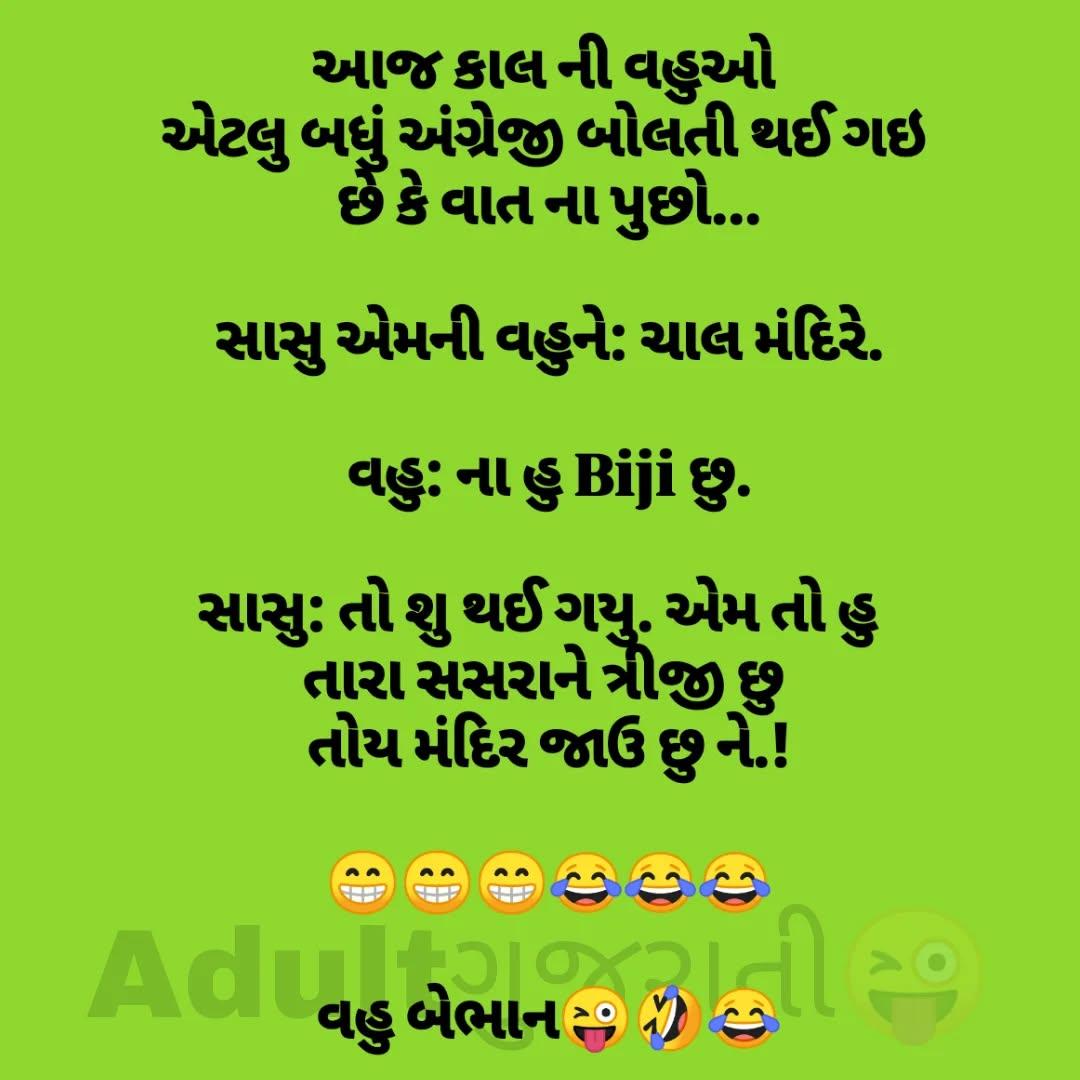 આજ કાલ ની વહુઓ
એટલુ બધું અંગ્રેજી બોલતી થઈ ગઇ
છે કે વાત ના પુછો...
સાસુ એમની વહુને: ચાલ મંદિરે.
વહુ: ના હુ Biji છુ.
સાસુ: તો શુ થઈ ગયુ. એમ તો હુ
તારા સસરાને ત્રીજી છુ
તોય મંદિર જાઉ છુ ને.!
😁😁😁😂😂😂
Adultગુજરાતી😜
વહુ બેભાન😜🤣😂